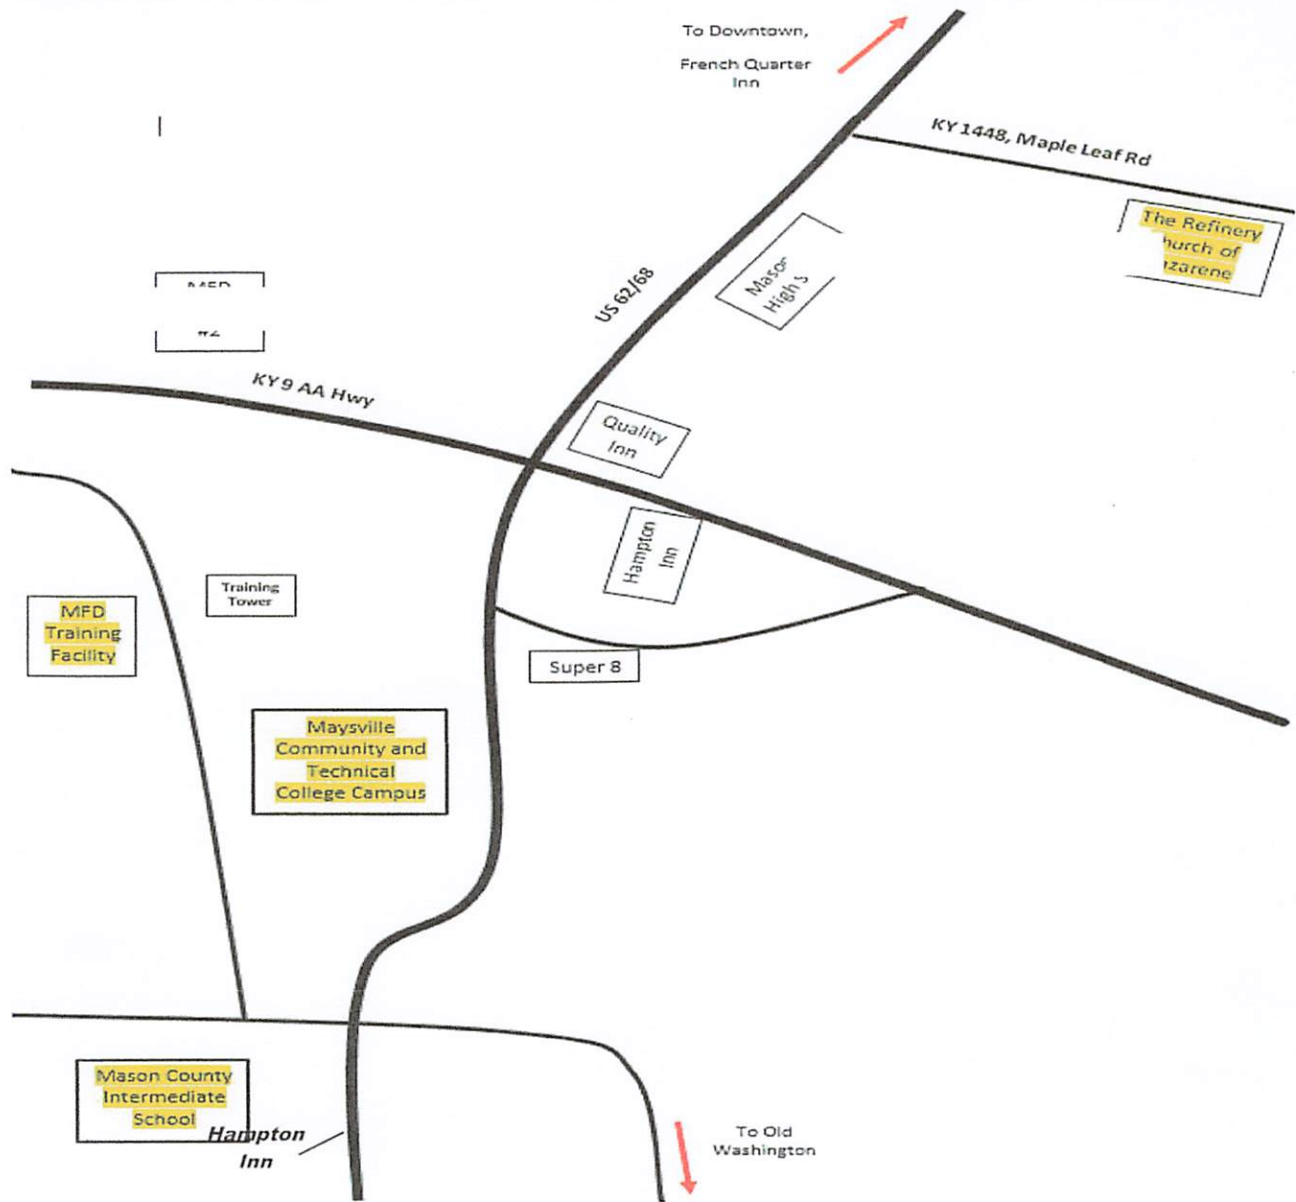 To Downtown,
French Quarter
Inn
KY 1448, Maple Leaf Rd
The Refinery
hurch of
zarene
US 62/68
High S
#2
KY 9 AA Hwy
Quality
Inn
Hampton
Inn
Training
Tower
MFD
Training
Facility
Super 8
Maysville
Community and
Technical
College Campus
Mason County
Intermediate
School
Hampton
Inn
To Old
Washington